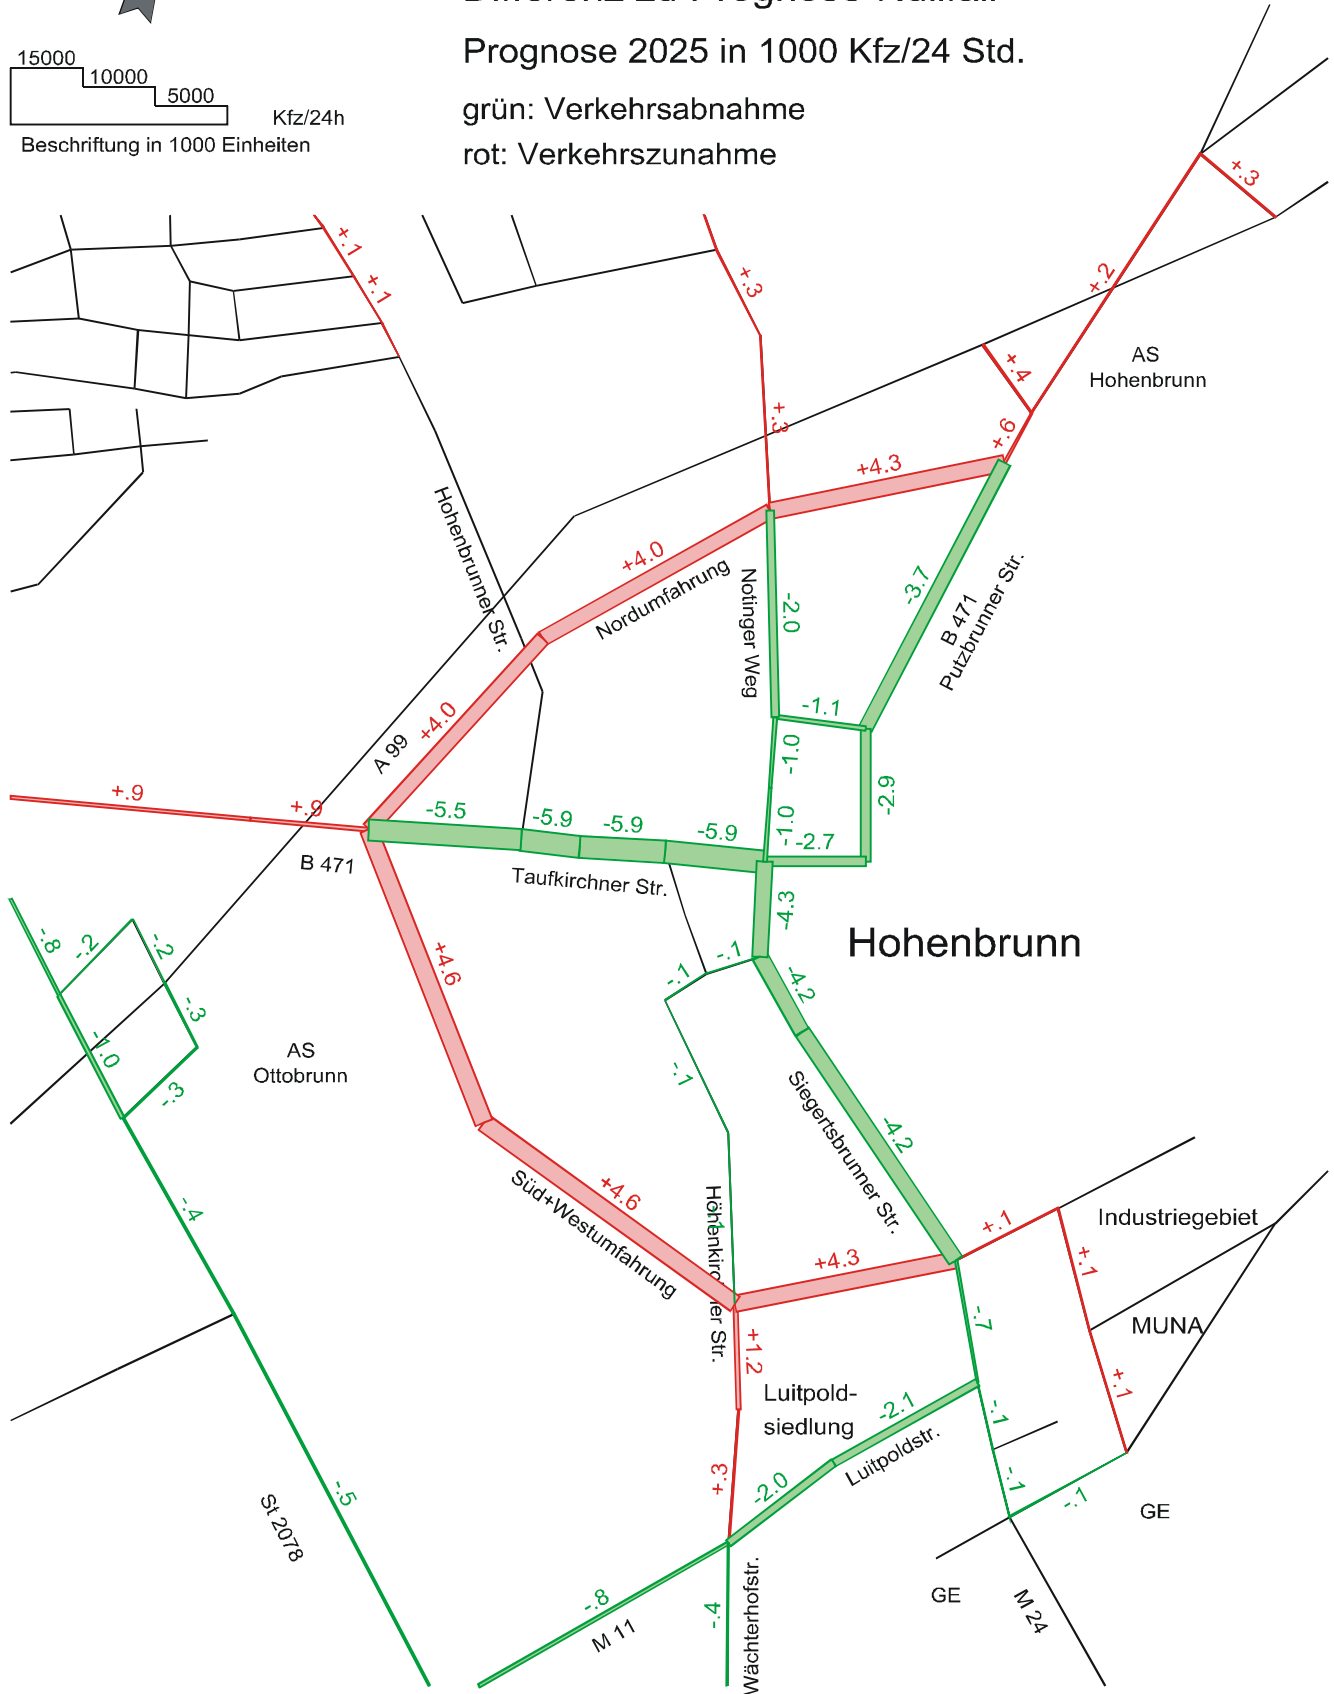 Prognose 2025 in 1000 Kfz/24 Std.
grün: Verkehrsabnahme
rot: Verkehrszunahme
15000
10000
5000
Kfz/24h
Beschriftung in 1000 Einheiten
+.3
+.1
+.1
+.3
+.2
+.4
AS
Hohenbrunn
+.3
+.6
+4.3
Hohenbrunner Str.
+4.0
Nordumfahrung
Notinger Weg
-2.0
-3.7
B 471
Putzbrunner Str.
-1.1
+4.0
A 99
-1.0
-2.9
+.9
+.9
-5.5
-5.9
-5.9
-5.9
-1.0
-2.7
B 471
Taufkirchner Str.
-4.3
Hohenbrunn
-.8
-.2
-.2
+4.6
-.1
-.1
-4.2
-.3
-1.0
-.3
AS
Ottobrunn
-.1
Siegertsbrunner Str.
-4.2
-.4
Süd+Westumfahrung
+4.6
+4.3
+.1
Industriegebiet
+.1
MUNA
+.1
-.7
+1.2
Luitpold-
siedlung
-2.1
Luitpoldstr.
-.1
-.1
-.1
GE
+.3
-2.0
-.5
St 2078
-.8
M 11
-.4
Wächterhofstr.
GE
M 24